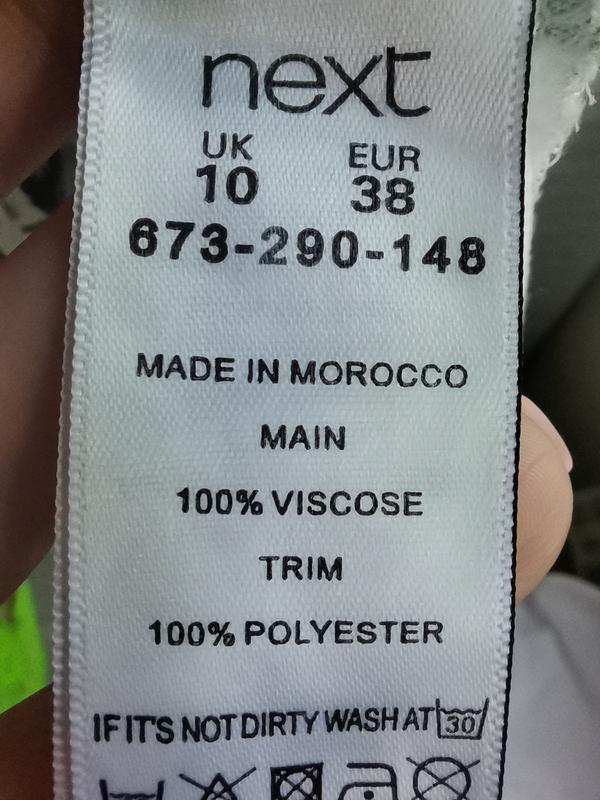 next
UK EUR
10 38
673-290-148
MADE IN MOROCCO
MAIN
100% VISCOSE
TRIM
100% POLYESTER
IF IT'S NOT DIRTY WASH AT 30